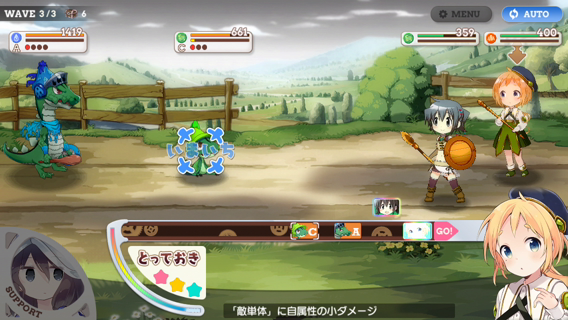 WAVE 3/3 6
MENU
AUTO
1419
A
661
C
359
400
いまいち
C
A
GO!
とっておき
SUPPORT
「敵単体」に自属性の小ダメージ